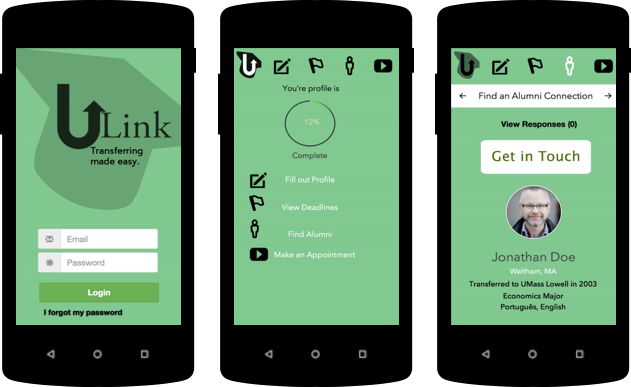 ULink
Transferring
made easy.
Email
Password
Login
I forgot my password
You're profile is
12%
Complete
Fill out Profile
View Deadlines
Find Alumni
Make an Appointment
← Find an Alumni Connection →
View Responses (0)
Get in Touch
Jonathan Doe
Waltham, MA
Transferred to UMass Lowell in 2003
Economics Major
Português, English